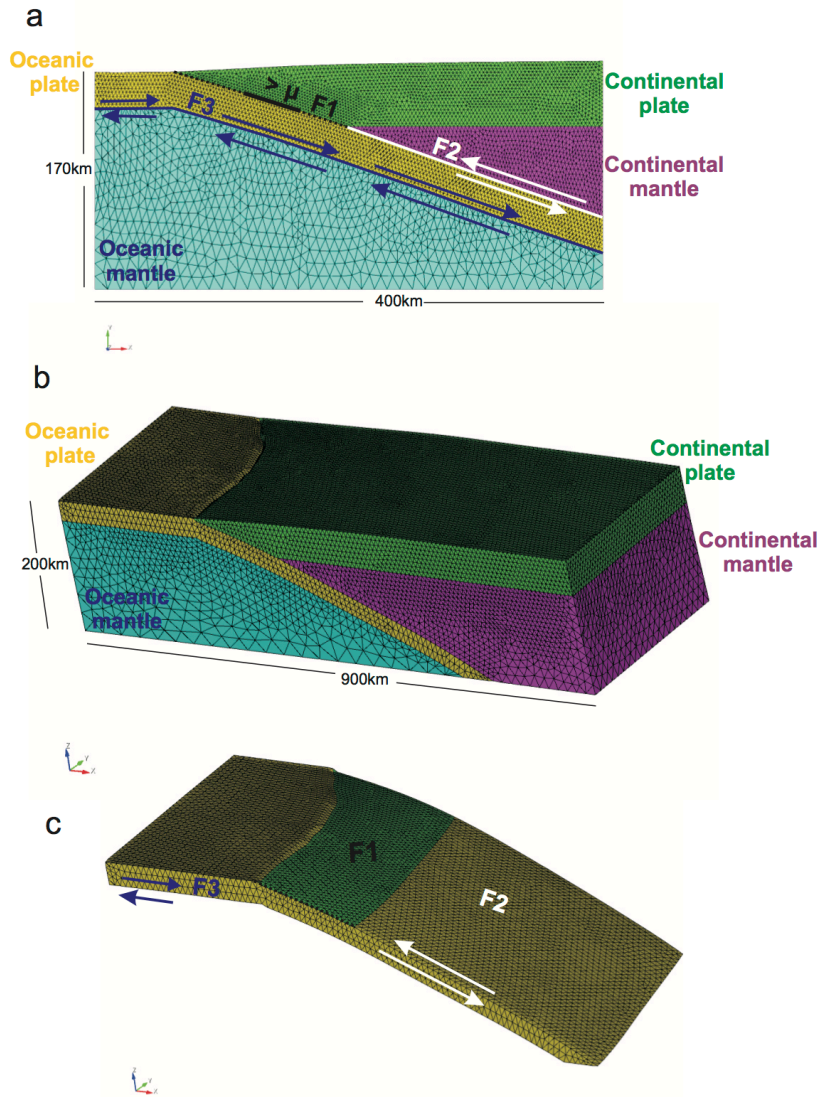 a
Oceanic
plate
Continental
plate
> μ F1
F3
F2
170km
Continental
mantle
Oceanic
mantle
400km
Y
Z X
b
Oceanic
plate
Continental
plate
Continental
mantle
200km
Oceanic
mantle
900km
Z
Y
X
c
F1
F3
F2
Z
Y
X